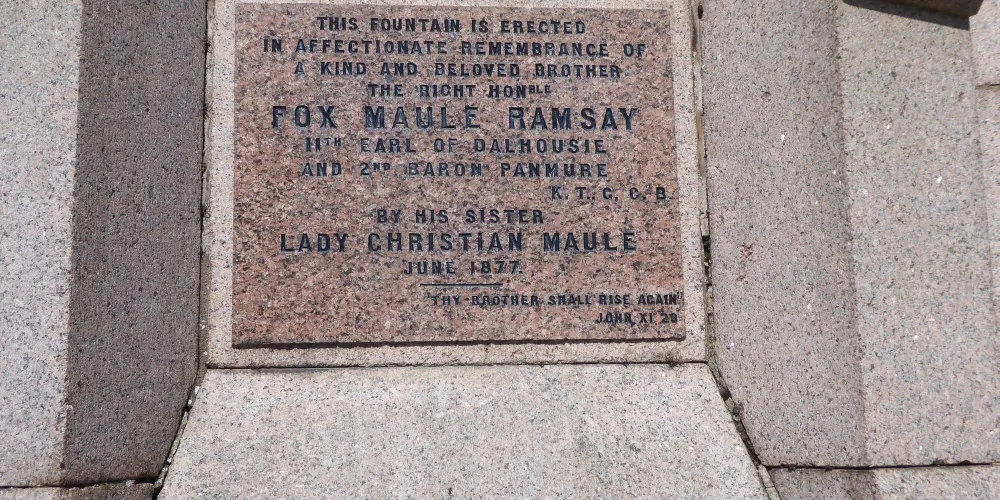 THIS FOUNTAIN IS ERECTED
IN AFFECTIONATE REMEMBRANCE OF
A KIND AND BELOVED BROTHER
THE RIGHT HONBLE
FOX MAULE RAMSAY
11TH EARL OF DALHOUSIE
AND 2ND BARON PANMURE
K. T., G. C. B
BY HIS SISTER
LADY CHRISTIAN MAULE
JUNE 1877.
"THY BROTHER SHALL RISE AGAIN"
JOHN XI 23